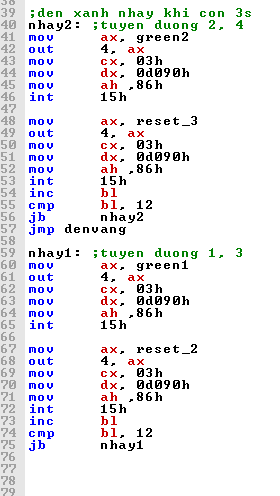 39 ;den xanh nhay khi con 3s
40 nhay2: ;tuyen duong 2, 4
41 mov ax, green2
42 out 4, ax
43 mov cx, 03h
44 mov dx, 0d090h
45 mov ah ,86h
46 int 15h
47
48 mov ax, reset_3
49 out 4, ax
50 mov cx, 03h
51 mov dx, 0d090h
52 mov ah ,86h
53 int 15h
54 inc bl
55 cmp bl, 12
56 jb nhay2
57 jmp denvang
58
59 nhay1: ;tuyen duong 1, 3
60 mov ax, green1
61 out 4, ax
62 mov cx, 03h
63 mov dx, 0d090h
64 mov ah ,86h
65 int 15h
66
67 mov ax, reset_2
68 out 4, ax
69 mov cx, 03h
70 mov dx, 0d090h
71 mov ah ,86h
72 int 15h
73 inc bl
74 cmp bl, 12
75 jb nhay1
76
77
78